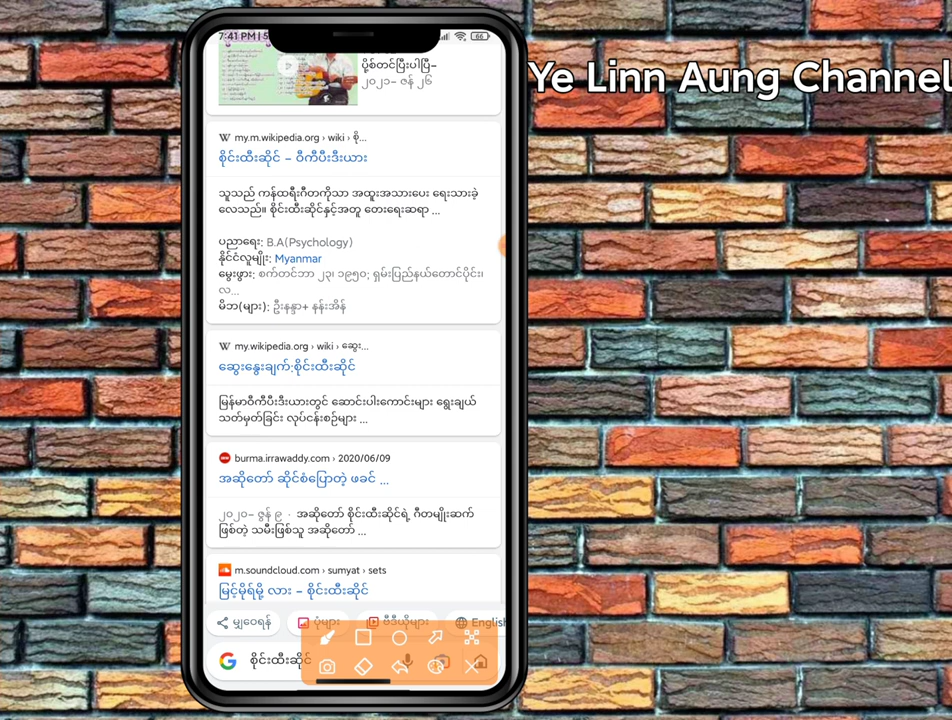 7:41 PM | 5
66
Ye Linn Aung Channel
ပို့စ်တင်ပြီးပါပြီ–
၂၀၂၁– ဇန် ၂၆
my.m.wikipedia.org › wiki › စို...
စိုင်းထီးဆိုင် – ဝီကီပီးဒီးယား
သူသည် ကန်ထရီးဂီတကိုသာ အထူးအသားပေး ရေးသားခဲ့
လေသည်။ စိုင်းထီးဆိုင်နှင့်အတူ တေးရေးဆရာ ...
ပညာရေး: B.A(Psychology)
နိုင်ငံလူမျိုး: Myanmar
မွေးဖွား: စက်တင်ဘာ ၂၃၊ ၁၉၅၀; ရှမ်းပြည်နယ်တောင်ပိုင်း၊
လ...
မိဘ(များ): ဦးနန္ဒာ+ နန်းအိန်
my.wikipedia.org › wiki › ဆွေး...
ဆွေးနွေးချက်:စိုင်းထီးဆိုင်
မြန်မာဝီကီပီးဒီးယားတွင် ဆောင်းပါးကောင်းများ ရွေးချယ်
သတ်မှတ်ခြင်း လုပ်ငန်းစဉ်များ ...
burma.irrawaddy.com › 2020/06/09
အဆိုတော် ဆိုင်စံပြောတဲ့ ဖခင် ...
၂၀၂၀– ဇွန် ၉ · အဆိုတော် စိုင်းထီးဆိုင်ရဲ့ ဂီတမျိုးဆက်
ဖြစ်တဲ့ သမီးဖြစ်သူ အဆိုတော် ...
m.soundcloud.com › sumyat › sets
မြင့်မိုရ်မို့ လား – စိုင်းထီးဆိုင်
မျှဝေရန်
ပုံများ
ဗီဒီယိုများ
English
စိုင်းထီးဆိုင်